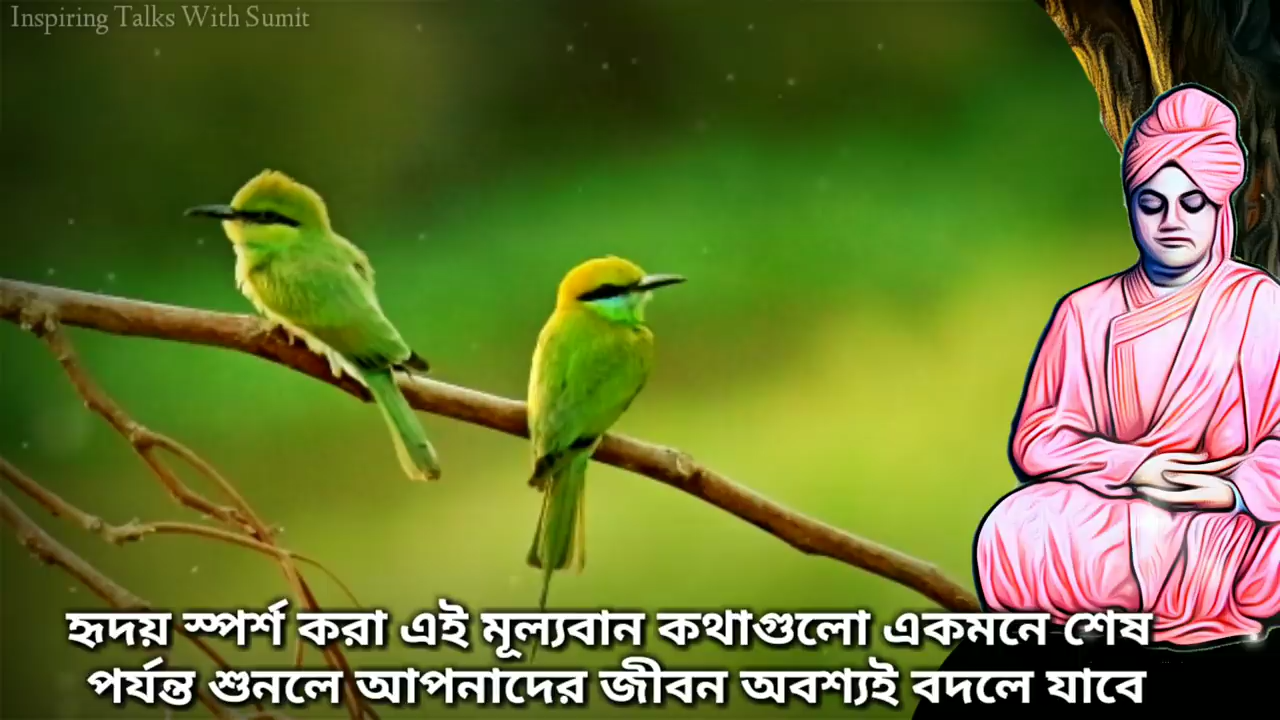 Inspiring Talks With Sumit
হৃদয় স্পর্শ করা এই মূল্যবান কথাগুলো একমনে শেষ
পর্যন্ত শুনলে আপনাদের জীবন অবশ্যই বদলে যাবে